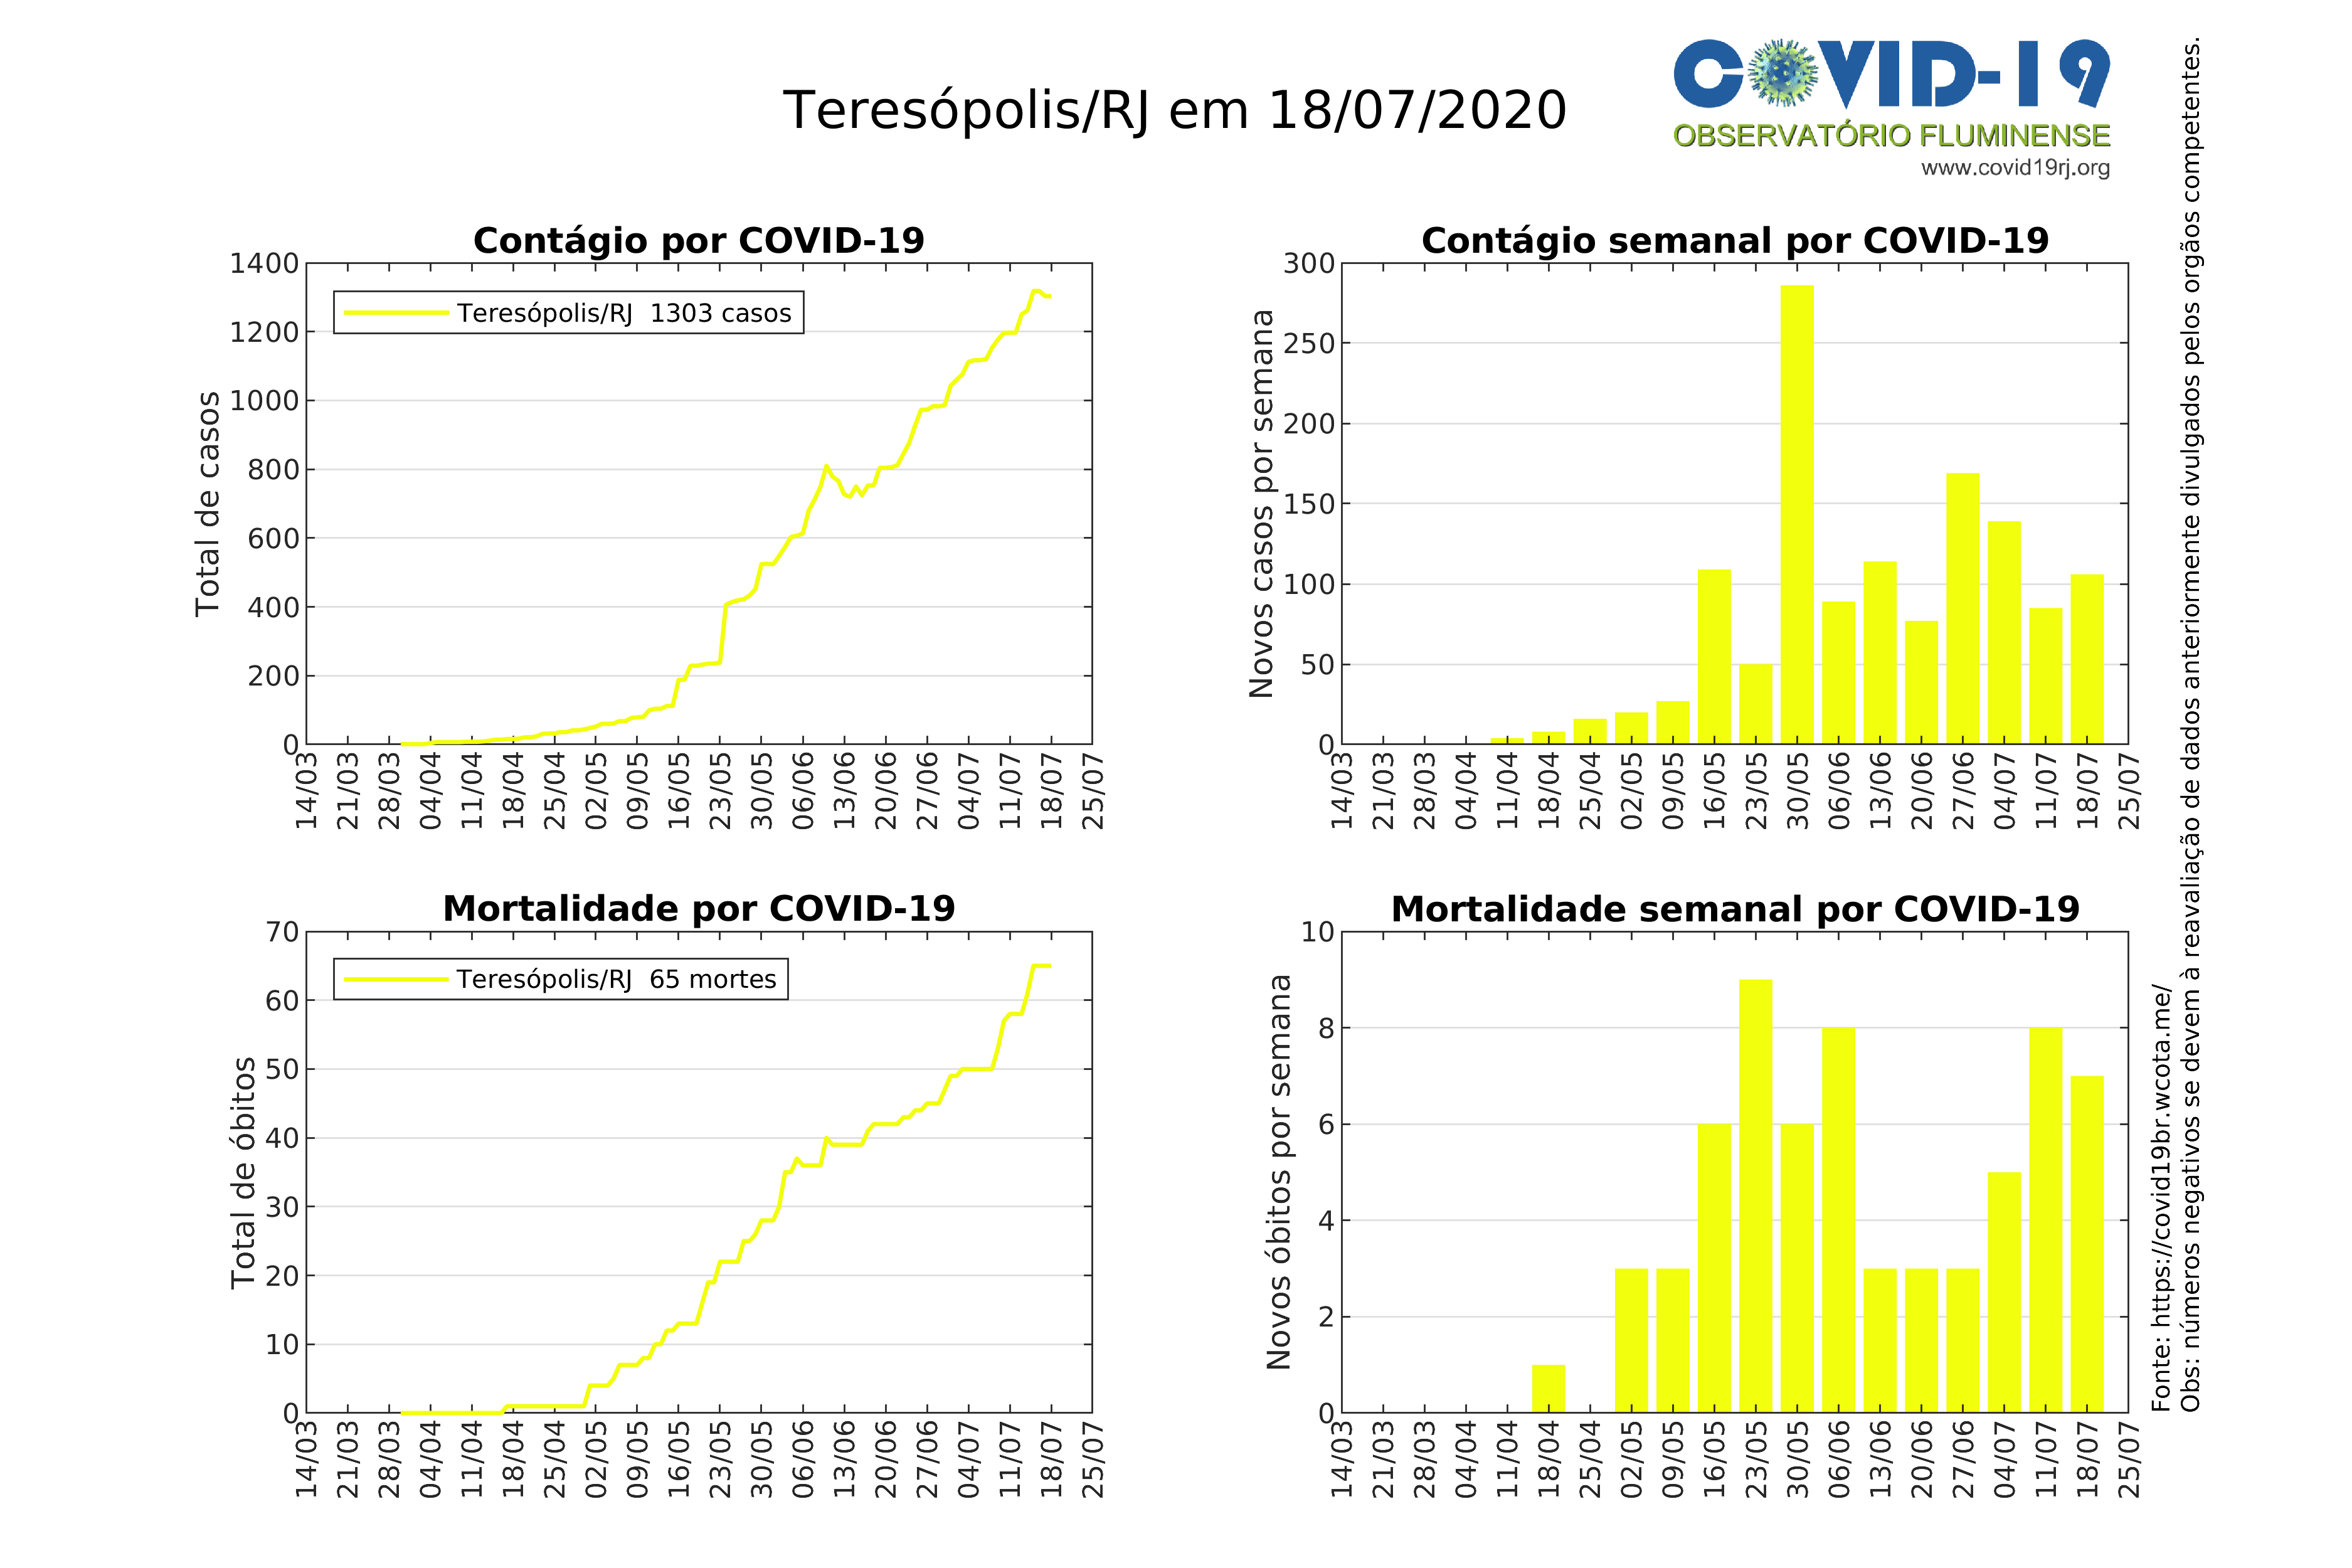 Teresópolis/RJ em 18/07/2020
COVID-19
OBSERVATÓRIO FLUMINENSE
www.covid19rj.org
Contágio por COVID-19
Total de casos
1400
1200
1000
800
600
400
200
0
Teresópolis/RJ 1303 casos
14/03 21/03 28/03 04/04 11/04 18/04 25/04 02/05 09/05 16/05 23/05 30/05 06/06 13/06 20/06 27/06 04/07 11/07 18/07 25/07
Contágio semanal por COVID-19
Novos casos por semana
300
250
200
150
100
50
0
14/03 21/03 28/03 04/04 11/04 18/04 25/04 02/05 09/05 16/05 23/05 30/05 06/06 13/06 20/06 27/06 04/07 11/07 18/07 25/07
Mortalidade por COVID-19
Total de óbitos
70
60
50
40
30
20
10
0
Teresópolis/RJ 65 mortes
14/03 21/03 28/03 04/04 11/04 18/04 25/04 02/05 09/05 16/05 23/05 30/05 06/06 13/06 20/06 27/06 04/07 11/07 18/07 25/07
Mortalidade semanal por COVID-19
Novos óbitos por semana
10
8
6
4
2
0
14/03 21/03 28/03 04/04 11/04 18/04 25/04 02/05 09/05 16/05 23/05 30/05 06/06 13/06 20/06 27/06 04/07 11/07 18/07 25/07
Fonte: https://covid19br.wcota.me/
Obs: números negativos se devem à reavaliação de dados anteriormente divulgados pelos orgãos competentes.